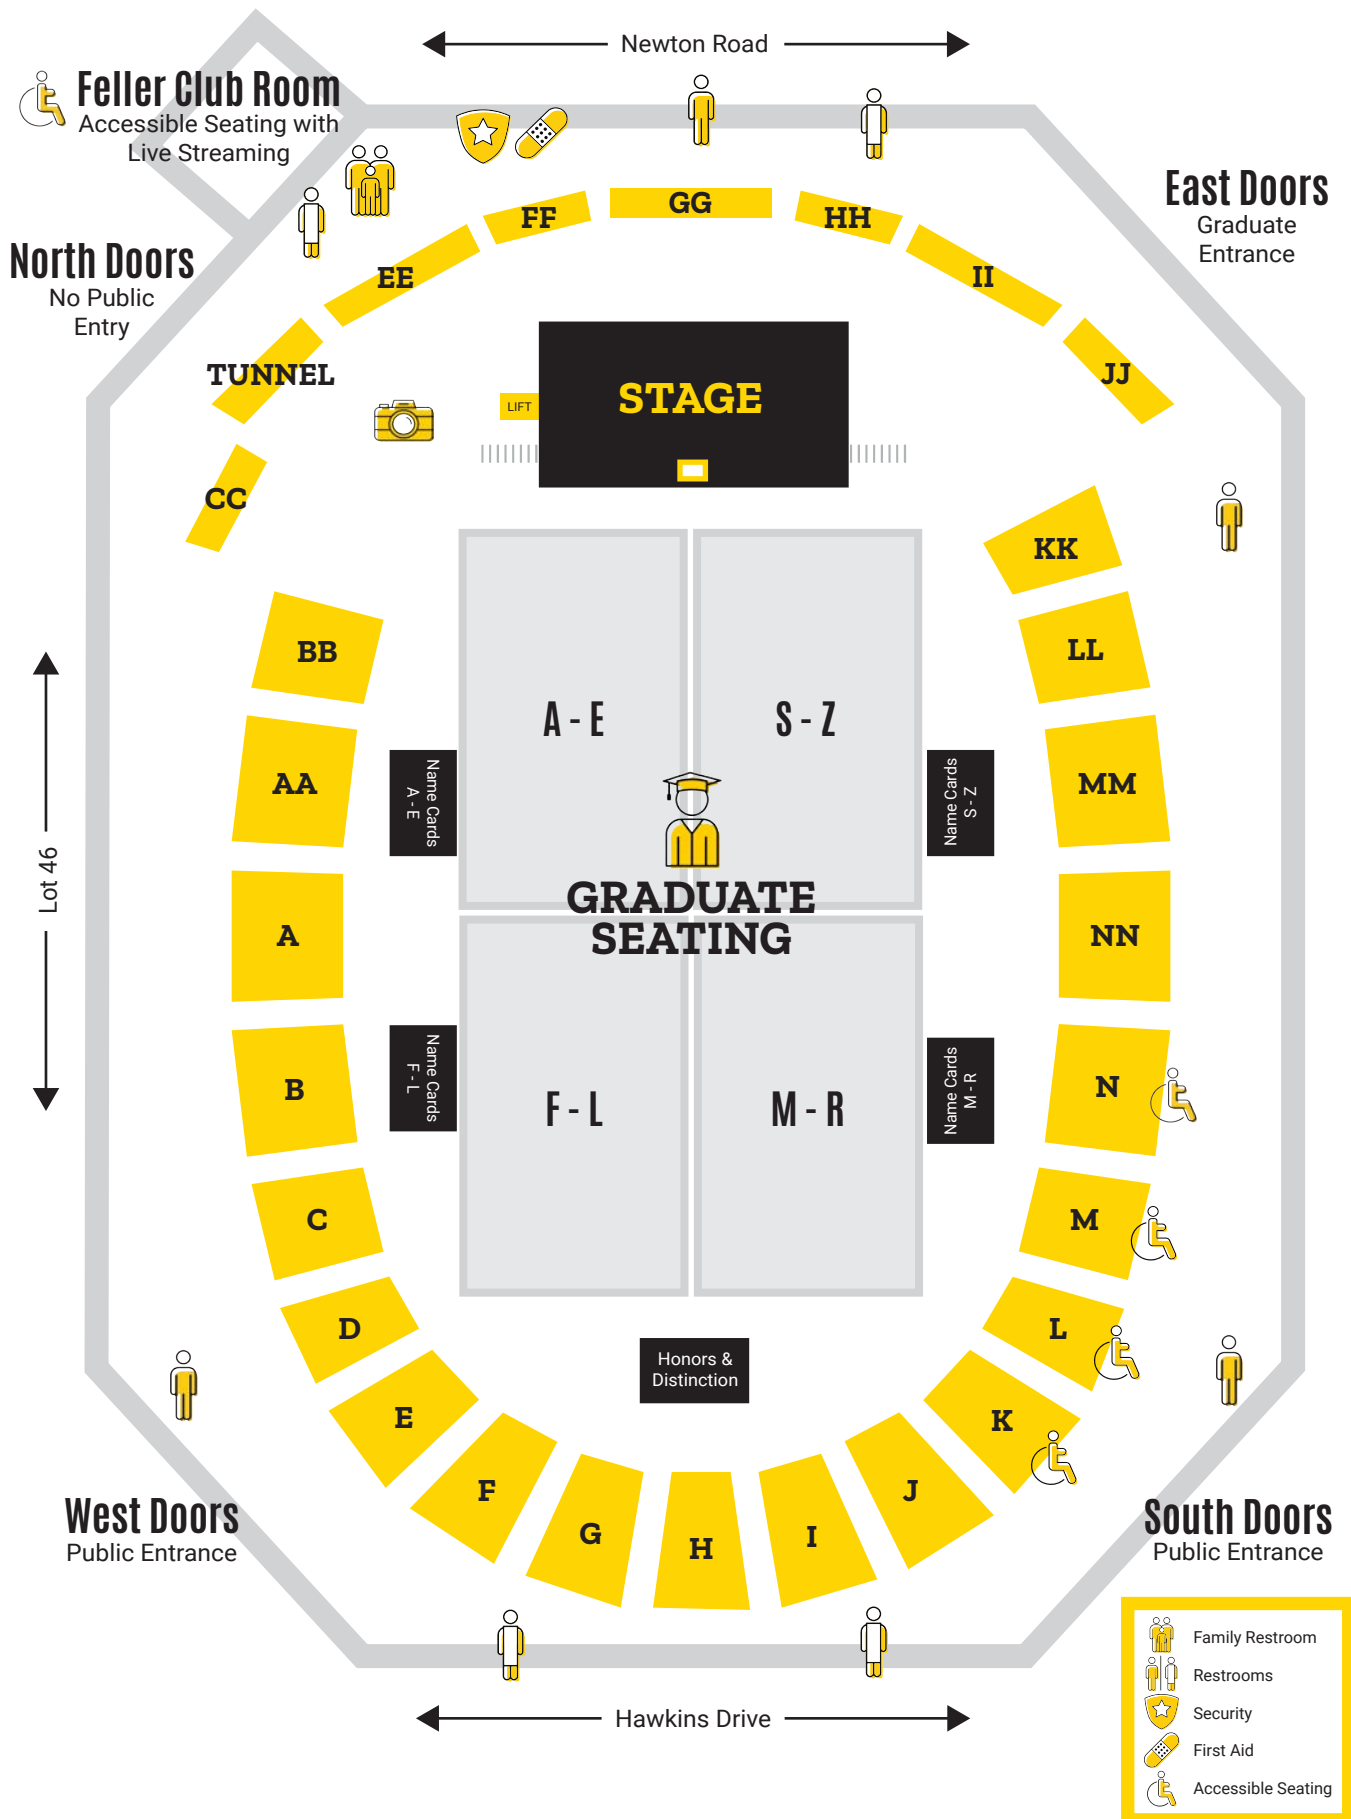 Newton Road
Feller Club Room
Accessible Seating with
Live Streaming
East Doors
Graduate
Entrance
North Doors
No Public
Entry
FF
GG
HH
EE
II
TUNNEL
JJ
LIFT
STAGE
CC
KK
BB
LL
A - E
S - Z
AA
MM
Name Cards
A - E
Name Cards
S - Z
Lot 46
GRADUATE
SEATING
A
NN
B
N
Name Cards
F - L
Name Cards
M - R
F - L
M - R
C
M
D
L
Honors &
Distinction
E
K
F
J
G
H
I
West Doors
Public Entrance
South Doors
Public Entrance
Hawkins Drive
Family Restroom
Restrooms
Security
First Aid
Accessible Seating